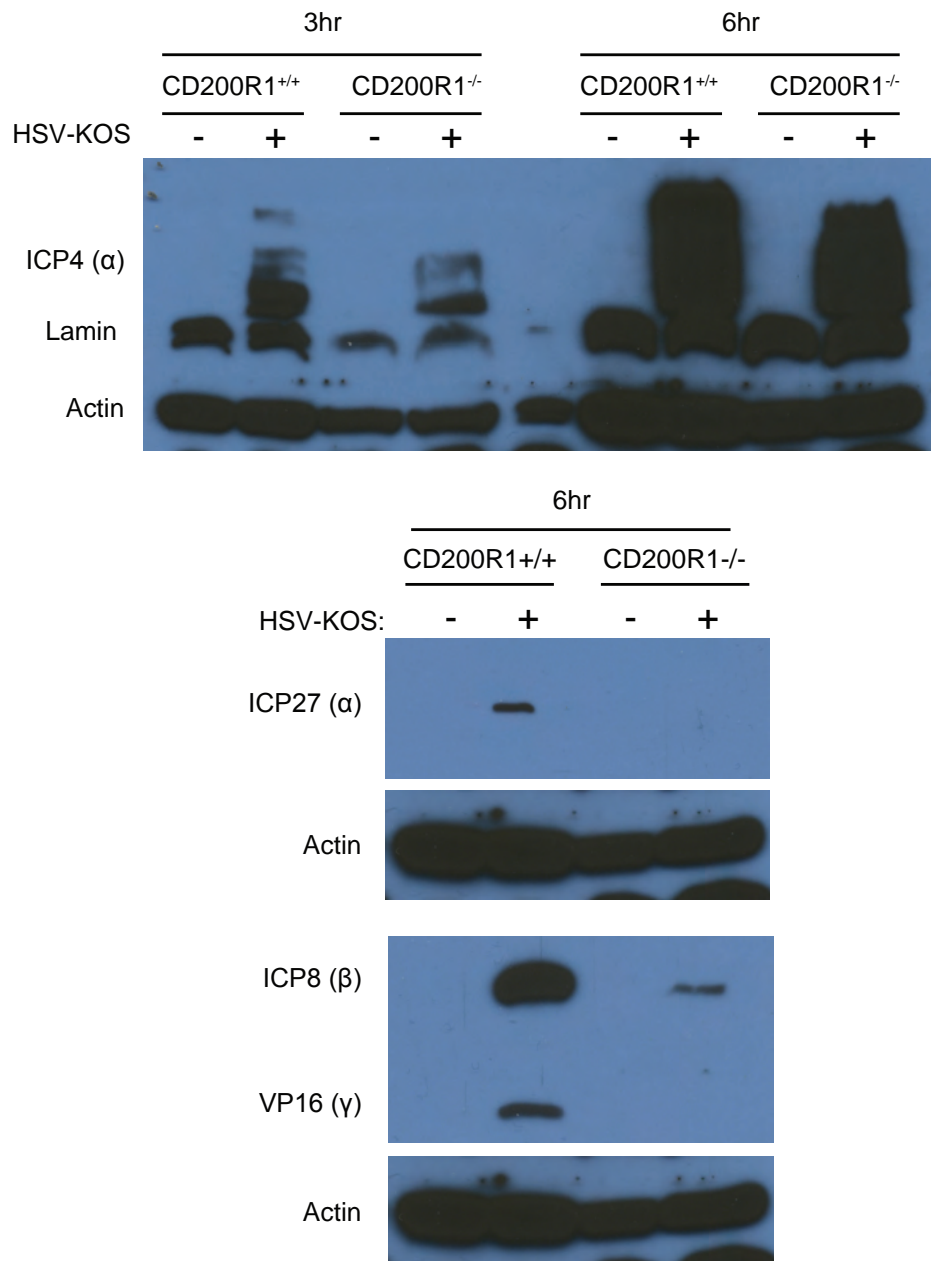 3hr 6hr
CD200R1+/+ CD200R1-/- CD200R1+/+ CD200R1-/-
HSV-KOS - + - + - + - +
ICP4 (α)
Lamin
Actin
6hr
CD200R1+/+ CD200R1-/-
HSV-KOS: - + - +
ICP27 (α)
Actin
ICP8 (β)
VP16 (γ)
Actin